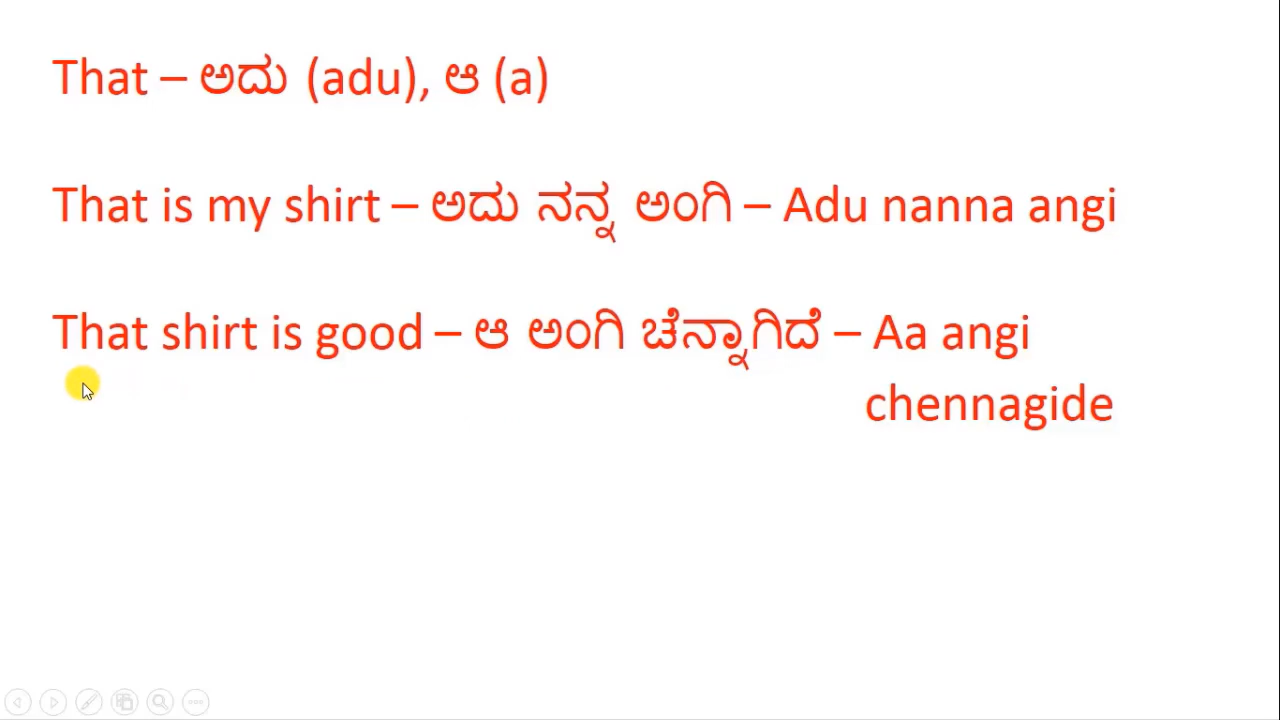 That – ಅದು (adu), ಆ (a)
That is my shirt – ಅದು ನನ್ನ ಅಂಗಿ – Adu nanna angi
That shirt is good – ಆ ಅಂಗಿ ಚೆನ್ನಾಗಿದೆ – Aa angi
chennagide